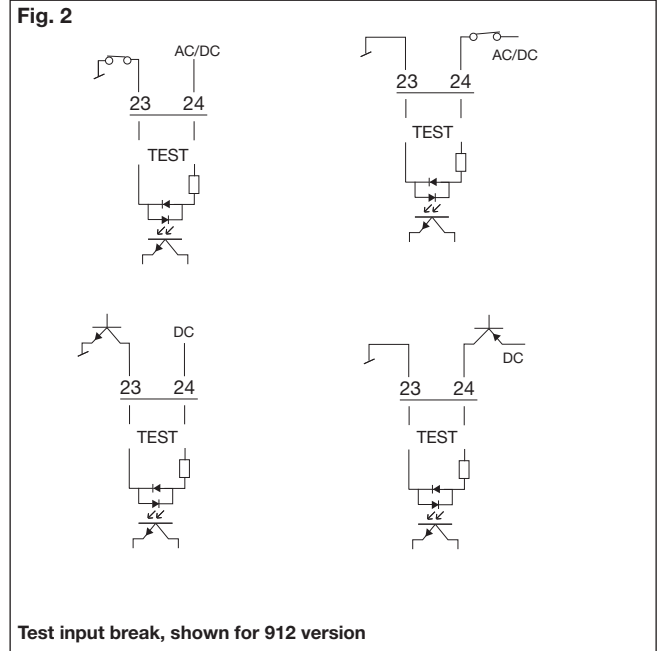 Fig. 2
AC/DC
23 24
TEST
AC/DC
23 24
TEST
DC
23 24
TEST
DC
23 24
TEST
Test input break, shown for 912 version